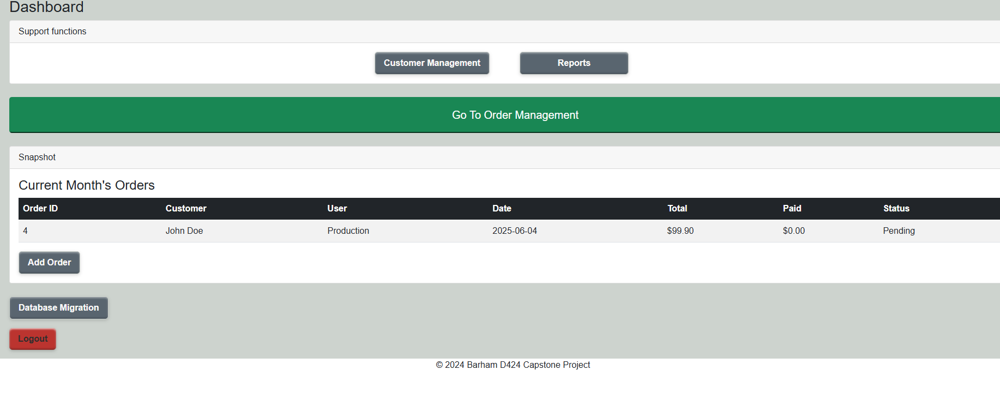 Dashboard
Support functions
Customer Management Reports
Go To Order Management
Snapshot
Current Month's Orders
Order ID Customer User Date Total Paid Status
4 John Doe Production 2025-06-04 $99.90 $0.00 Pending
Add Order
Database Migration
Logout
© 2024 Barham D424 Capstone Project